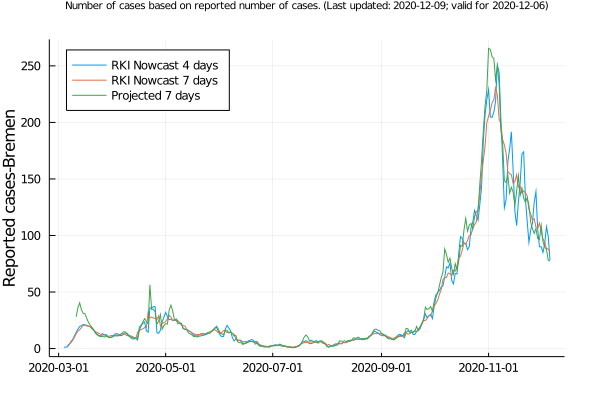 Number of cases based on reported number of cases. (Last updated: 2020-12-09; valid for 2020-12-06)
RKI Nowcast 4 days
RKI Nowcast 7 days
Projected 7 days
Reported cases-Bremen
250
200
150
100
50
0
2020-03-01
2020-05-01
2020-07-01
2020-09-01
2020-11-01